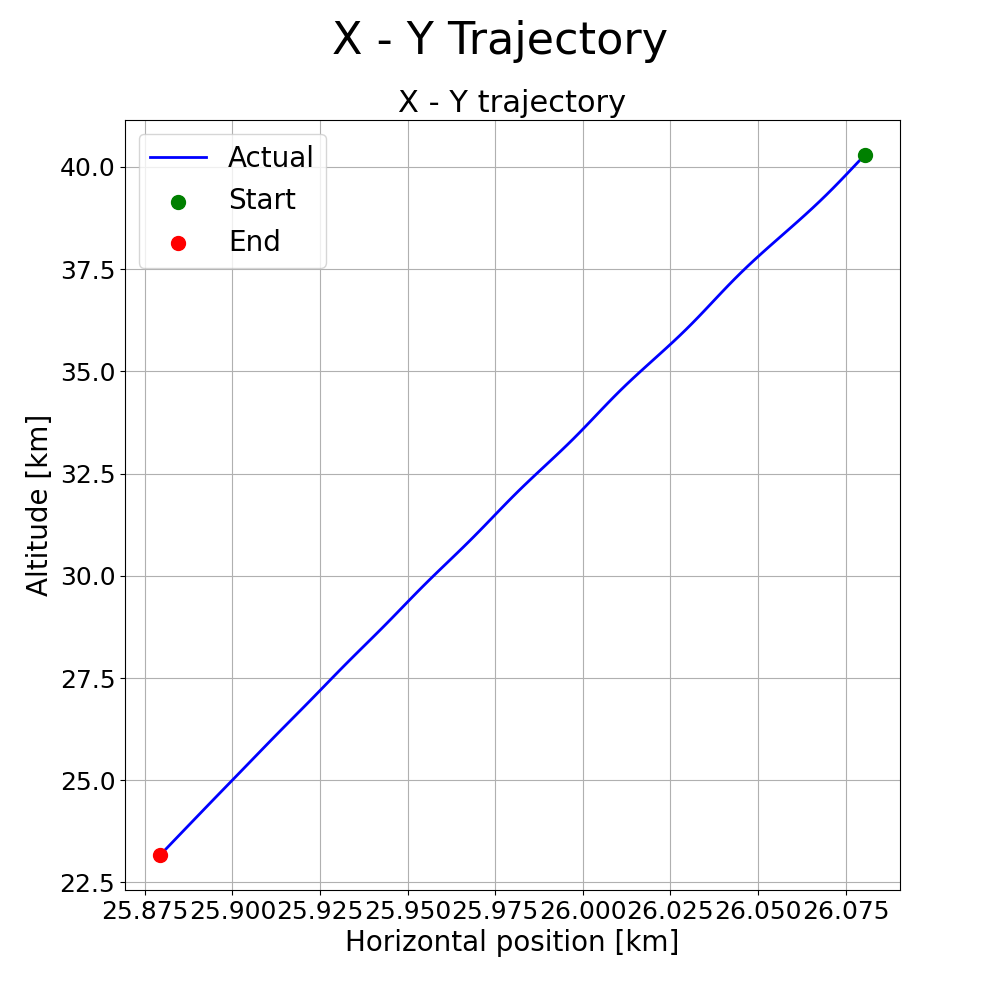 X - Y Trajectory
X - Y trajectory
Actual
Start
End
40.0
37.5
35.0
32.5
30.0
27.5
25.0
22.5
Altitude [km]
25.875 25.900 25.925 25.950 25.975 26.000 26.025 26.050 26.075
Horizontal position [km]